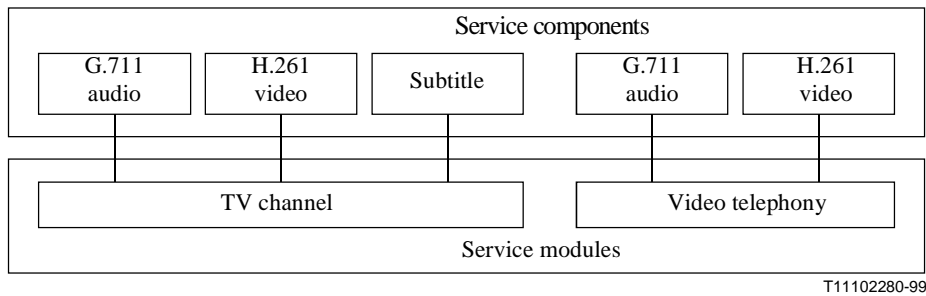 Service components
G.711
audio
H.261
video
Subtitle
G.711
audio
H.261
video
TV channel
Video telephony
Service modules
T11102280-99